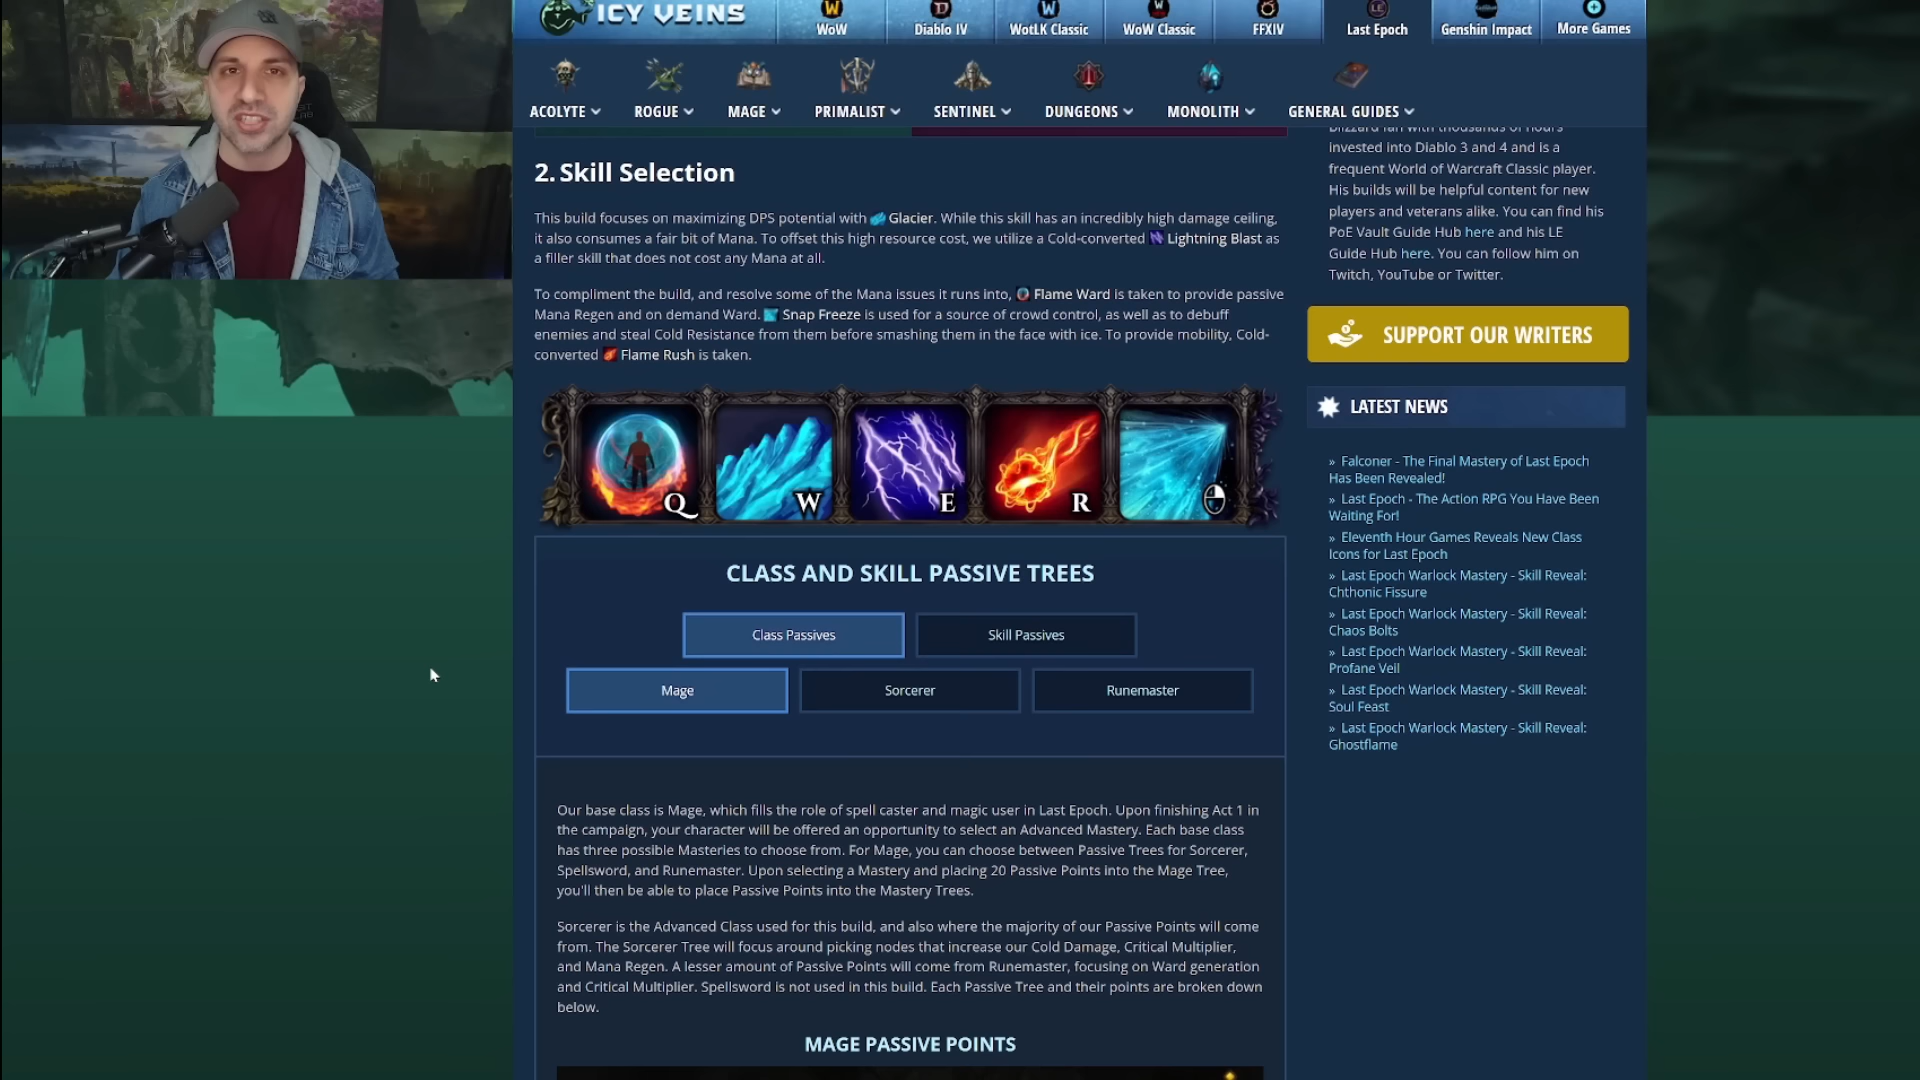 ICY VEINS
WoW
Diablo IV
WotLK Classic
WoW Classic
FFXIV
Last Epoch
Genshin Impact
More Games
ACOLYTE
ROGUE
MAGE
PRIMALIST
SENTINEL
DUNGEONS
MONOLITH
GENERAL GUIDES
2. Skill Selection
This build focuses on maximizing DPS potential with Glacier. While this skill has an incredibly high damage ceiling,
it also consumes a fair bit of Mana. To offset this high resource cost, we utilize a Cold-converted Lightning Blast as
a filler skill that does not cost any Mana at all.
To compliment the build, and resolve some of the Mana issues it runs into, Flame Ward is taken to provide passive
Mana Regen and on demand Ward. Snap Freeze is used for a source of crowd control, as well as to debuff
enemies and steal Cold Resistance from them before smashing them in the face with ice. To provide mobility, Cold-
converted Flame Rush is taken.
Q
W
E
R
CLASS AND SKILL PASSIVE TREES
Class Passives
Skill Passives
Mage
Sorcerer
Runemaster
Our base class is Mage, which fills the role of spell caster and magic user in Last Epoch. Upon finishing Act 1 in
the campaign, your character will be offered an opportunity to select an Advanced Mastery. Each base class
has three possible Masteries to choose from. For Mage, you can choose between Passive Trees for Sorcerer,
Spellsword, and Runemaster. Upon selecting a Mastery and placing 20 Passive Points into the Mage Tree,
you'll then be able to place Passive Points into the Mastery Trees.
Sorcerer is the Advanced Class used for this build, and also where the majority of our Passive Points will come
from. The Sorcerer Tree will focus around picking nodes that increase our Cold Damage, Critical Multiplier,
and Mana Regen. A lesser amount of Passive Points will come from Runemaster, focusing on Ward generation
and Critical Multiplier. Spellsword is not used in this build. Each Passive Tree and their points are broken down
below.
MAGE PASSIVE POINTS
Blizzard fan with thousands of hours
invested into Diablo 3 and 4 and is a
frequent World of Warcraft Classic player.
His builds will be helpful content for new
players and veterans alike. You can find his
PoE Vault Guide Hub here and his LE
Guide Hub here. You can follow him on
Twitch, YouTube or Twitter.
SUPPORT OUR WRITERS
LATEST NEWS
» Falconer - The Final Mastery of Last Epoch
Has Been Revealed!
» Last Epoch - The Action RPG You Have Been
Waiting For!
» Eleventh Hour Games Reveals New Class
Icons for Last Epoch
» Last Epoch Warlock Mastery - Skill Reveal:
Chthonic Fissure
» Last Epoch Warlock Mastery - Skill Reveal:
Chaos Bolts
» Last Epoch Warlock Mastery - Skill Reveal:
Profane Veil
» Last Epoch Warlock Mastery - Skill Reveal:
Soul Feast
» Last Epoch Warlock Mastery - Skill Reveal:
Ghostflame